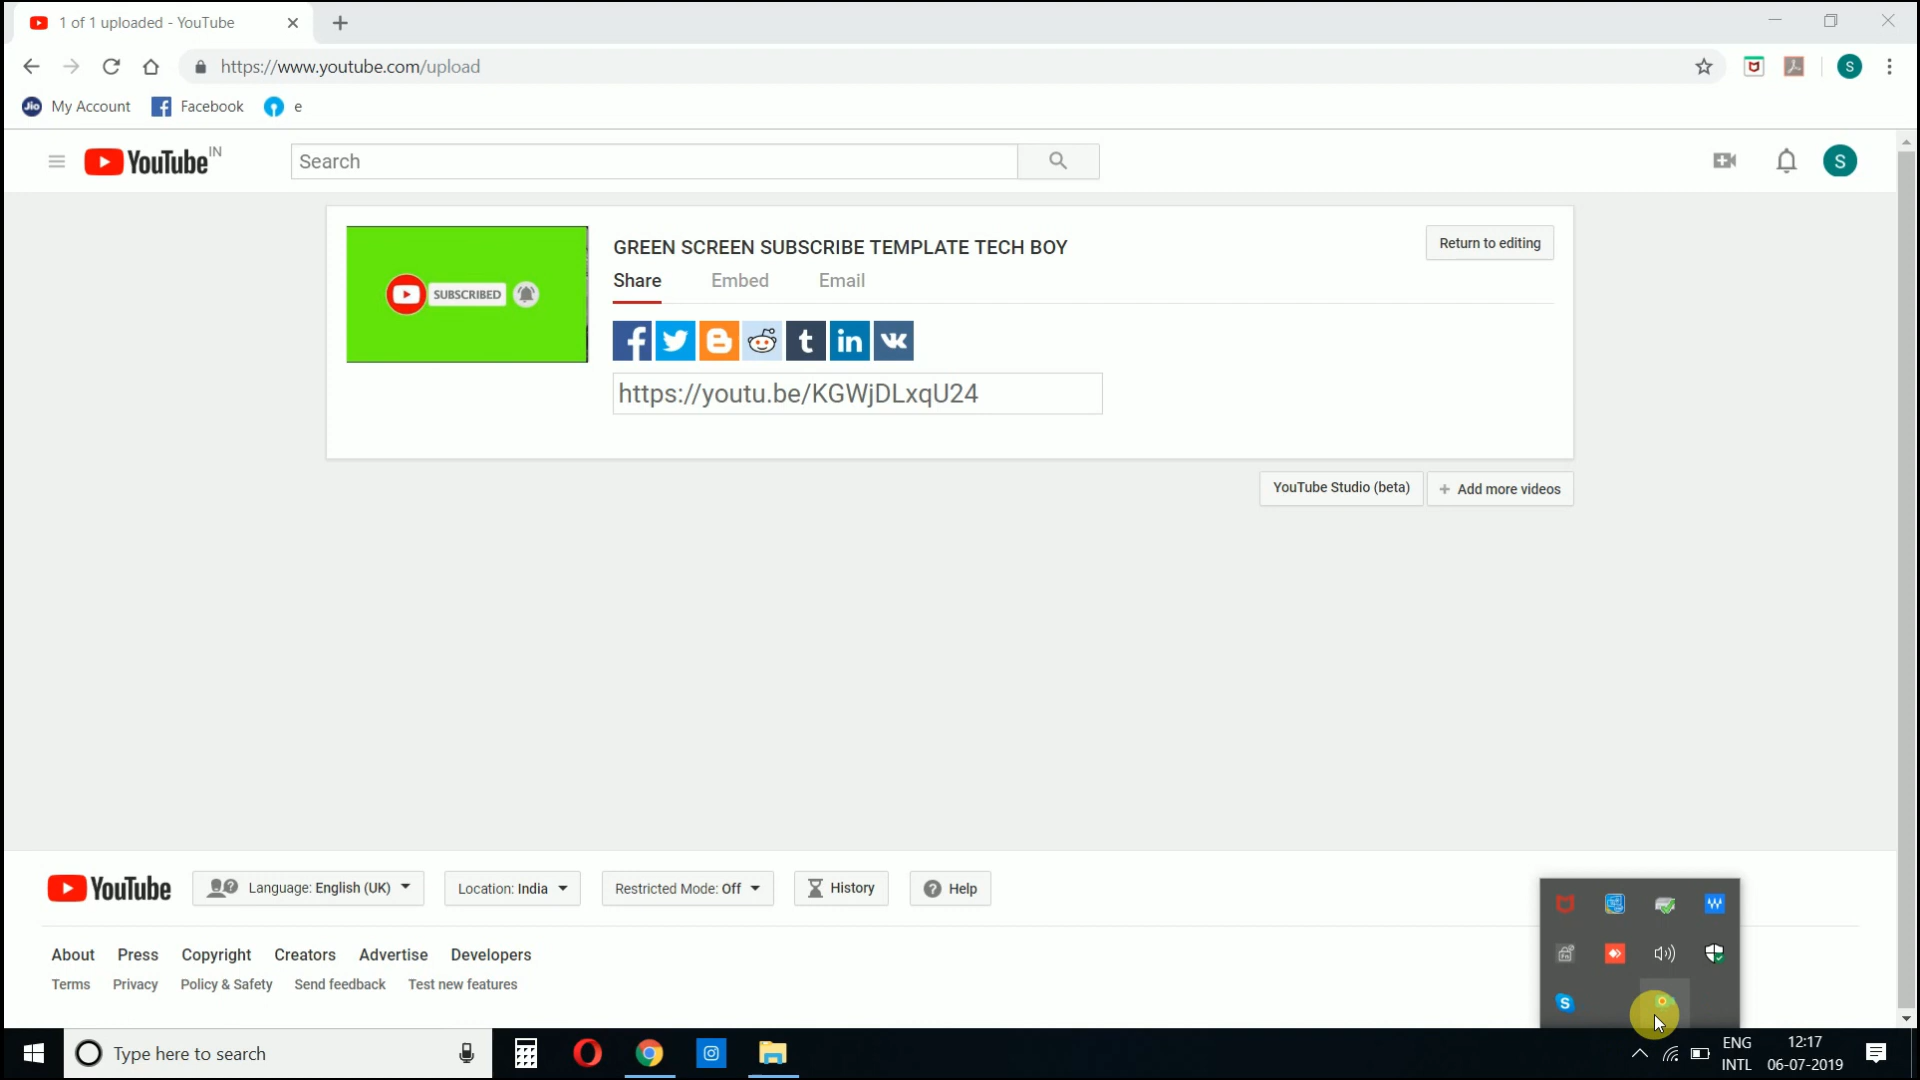 1 of 1 uploaded - YouTube
https://www.youtube.com/upload
S
Jio My Account Facebook e
YouTube IN
Search
S
SUBSCRIBED
GREEN SCREEN SUBSCRIBE TEMPLATE TECH BOY
Return to editing
Share Embed Email
https://youtu.be/KGWjDLxqU24
YouTube Studio (beta)
+ Add more videos
YouTube
Language: English (UK)
Location: India
Restricted Mode: Off
History
Help
About Press Copyright Creators Advertise Developers
Terms Privacy Policy & Safety Send feedback Test new features
Type here to search
ENG
INTL
12:17
06-07-2019